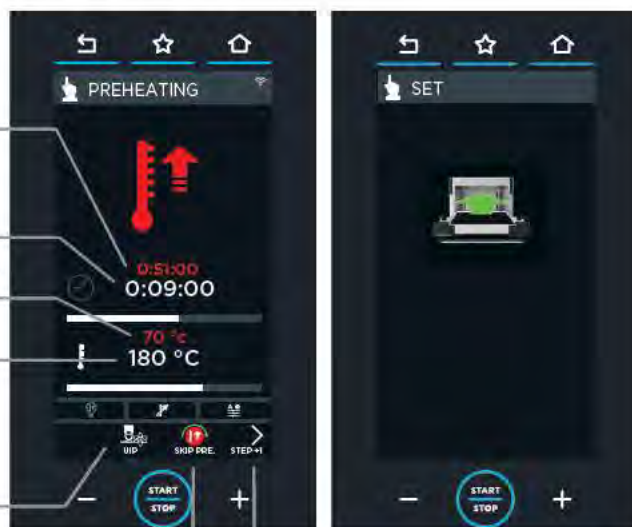 PREHEATING
0:51:00
0:09:00
70 °c
180 °C
UIP
SKIP PRE.
STEP+1
START
STOP
SET
START
STOP